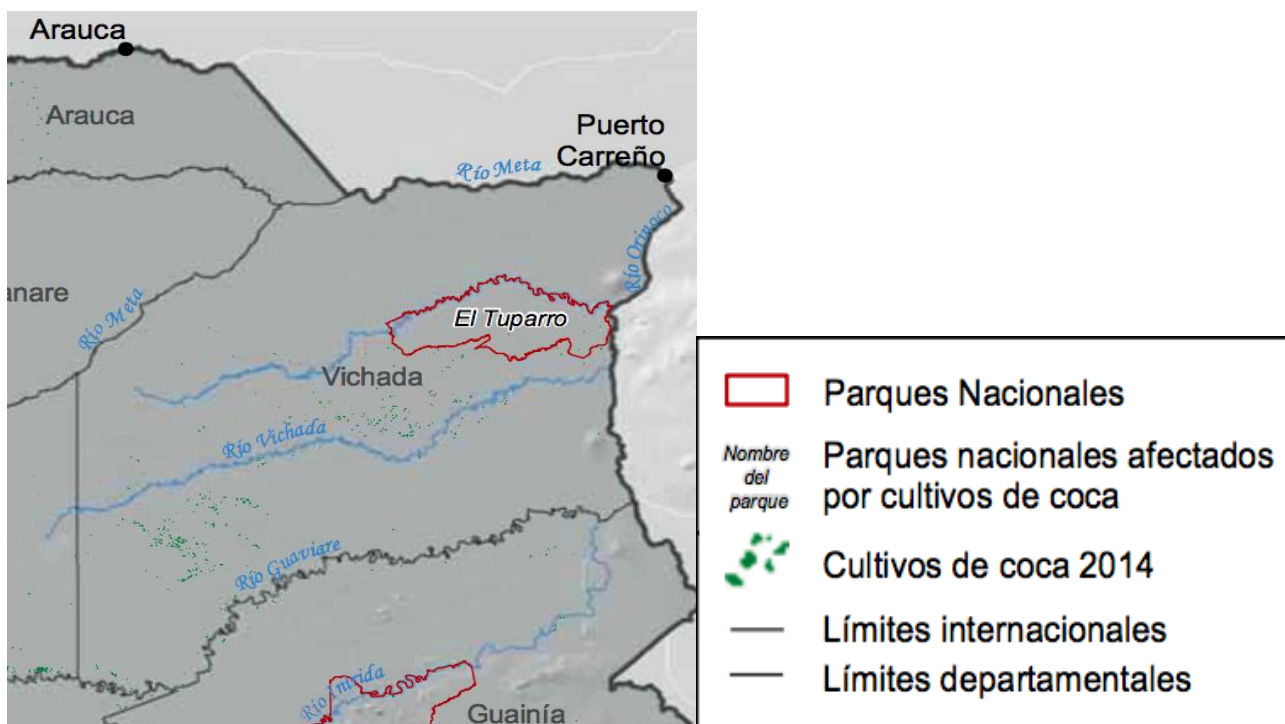 Arauca
Arauca
Puerto
Carreño
Río Meta
Río Orinoco
anare
Río Meta
El Tuparro
Vichada
Río Vichada
Río Guaviare
Río Inírida
Guainía
Parques Nacionales
Nombre
del
parque
Parques nacionales afectados
por cultivos de coca
Cultivos de coca 2014
Límites internacionales
Límites departamentales